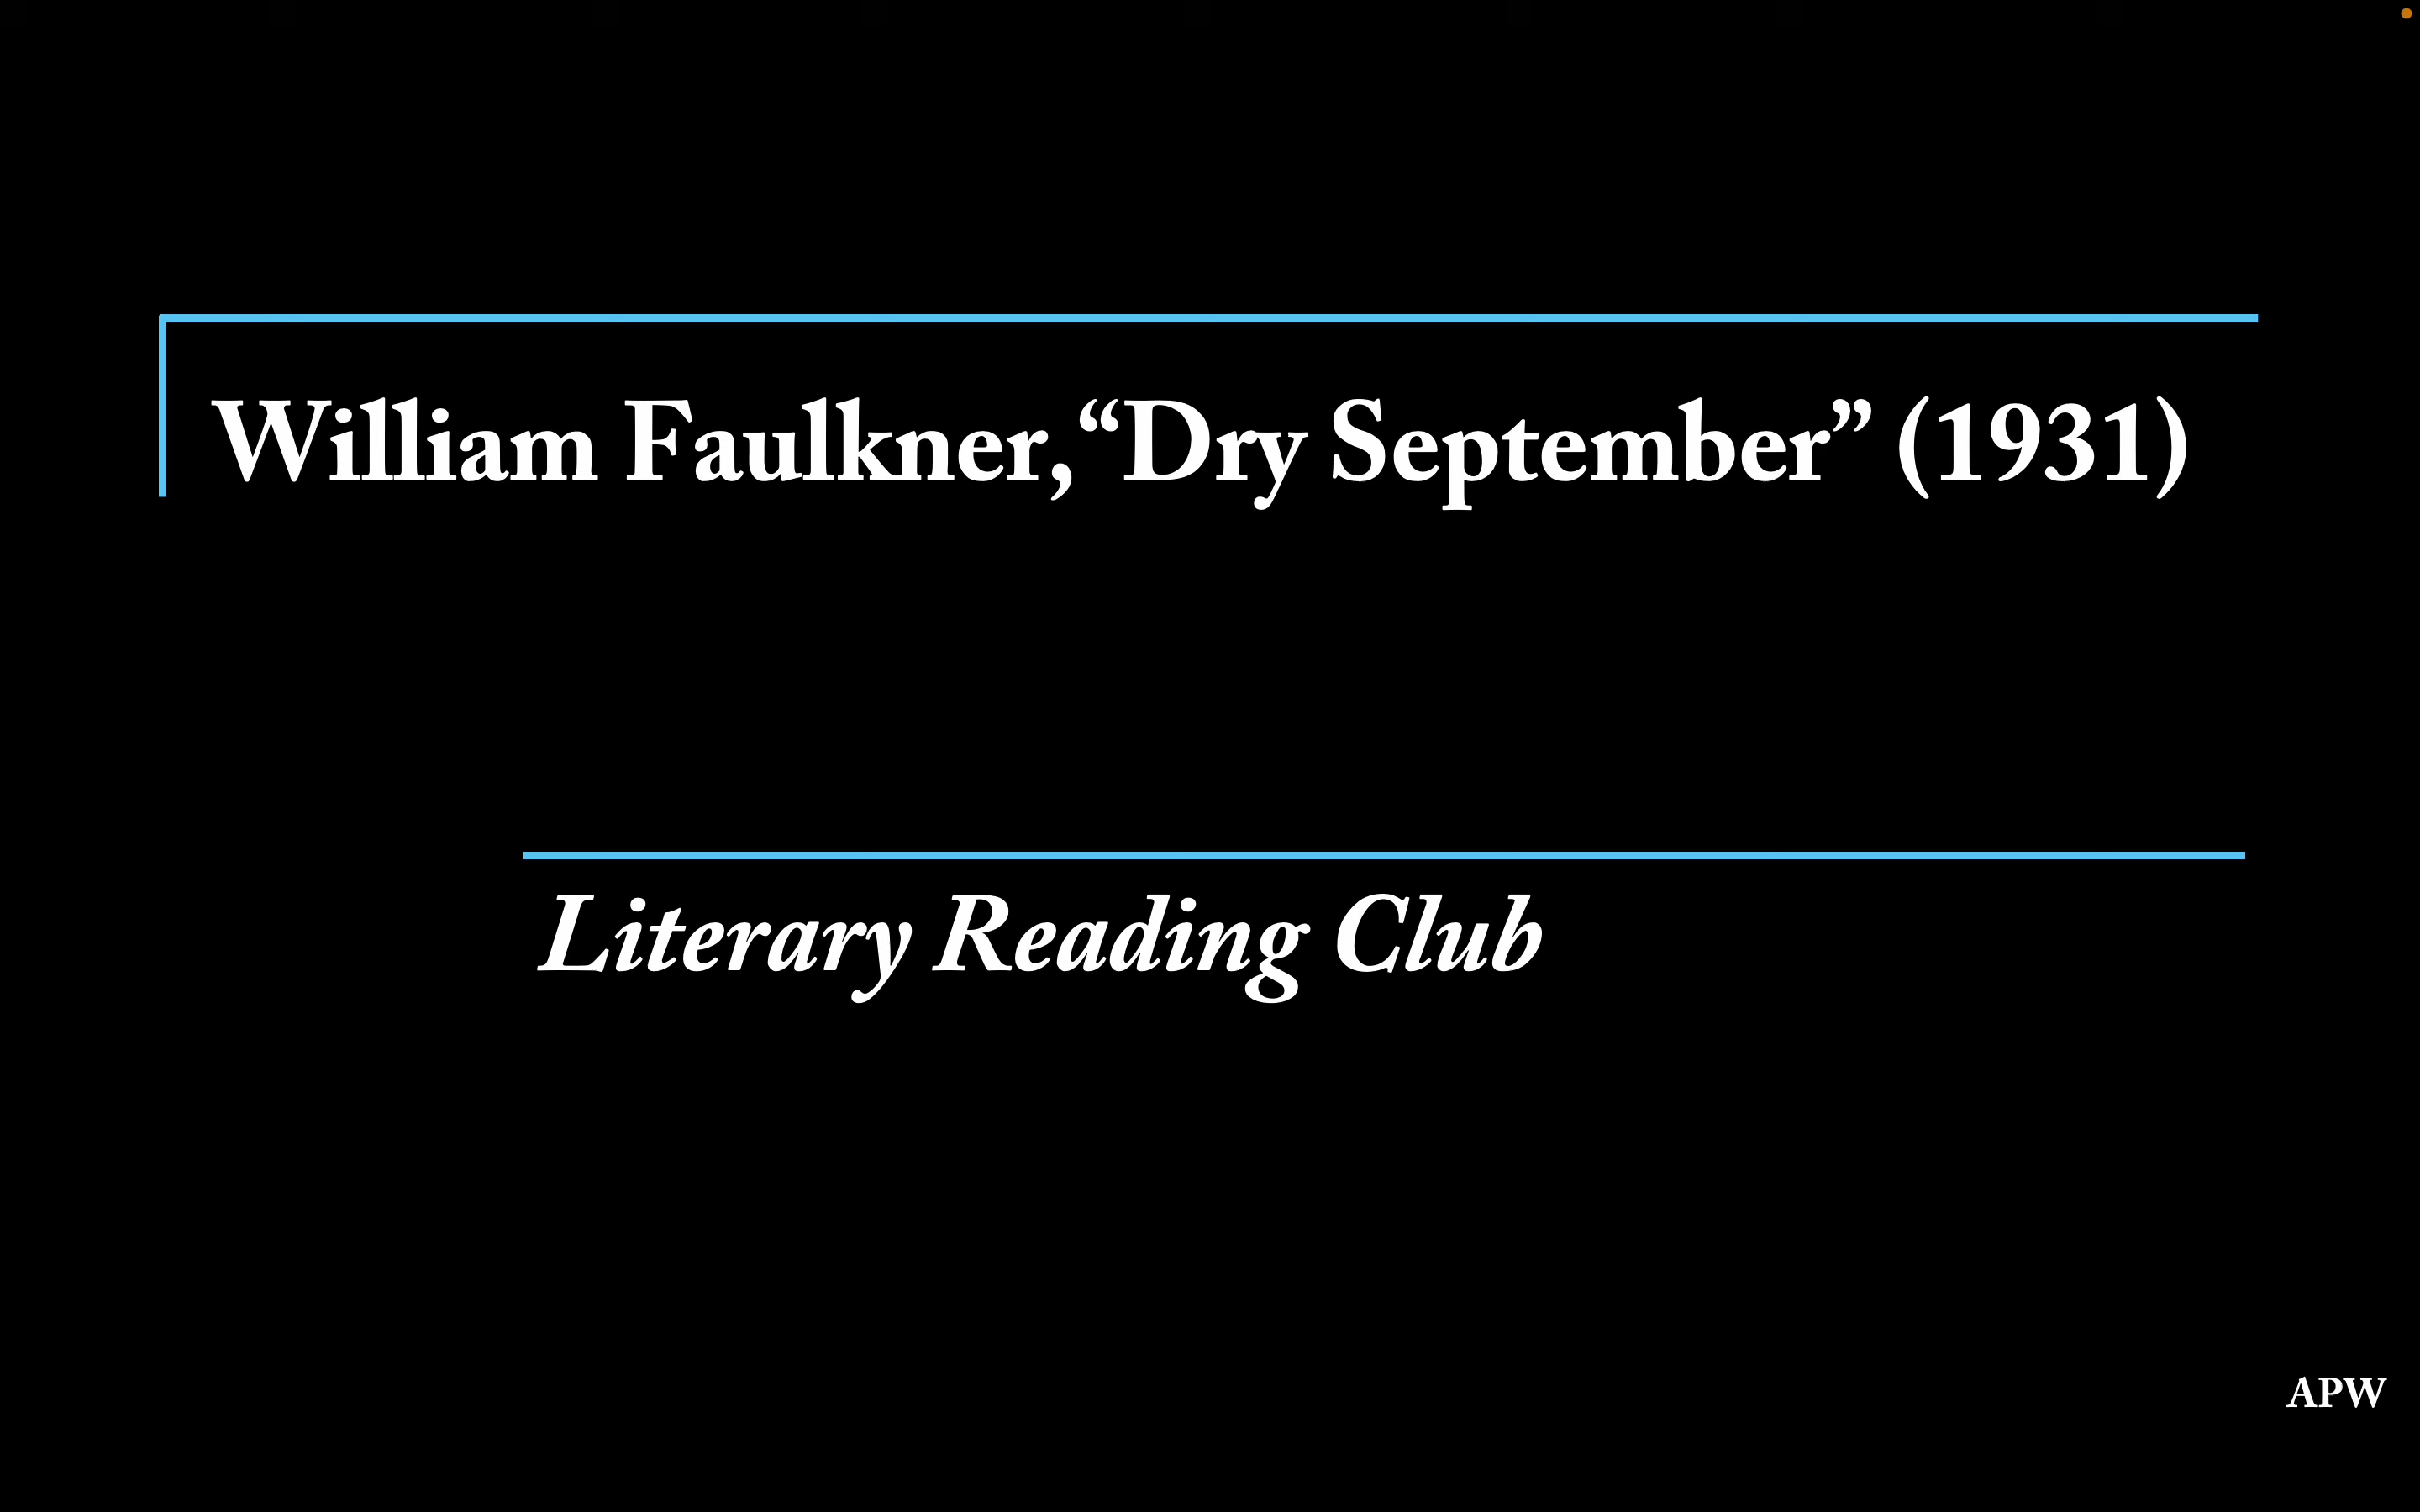 William Faulkner, “Dry September” (1931)
Literary Reading Club
APW